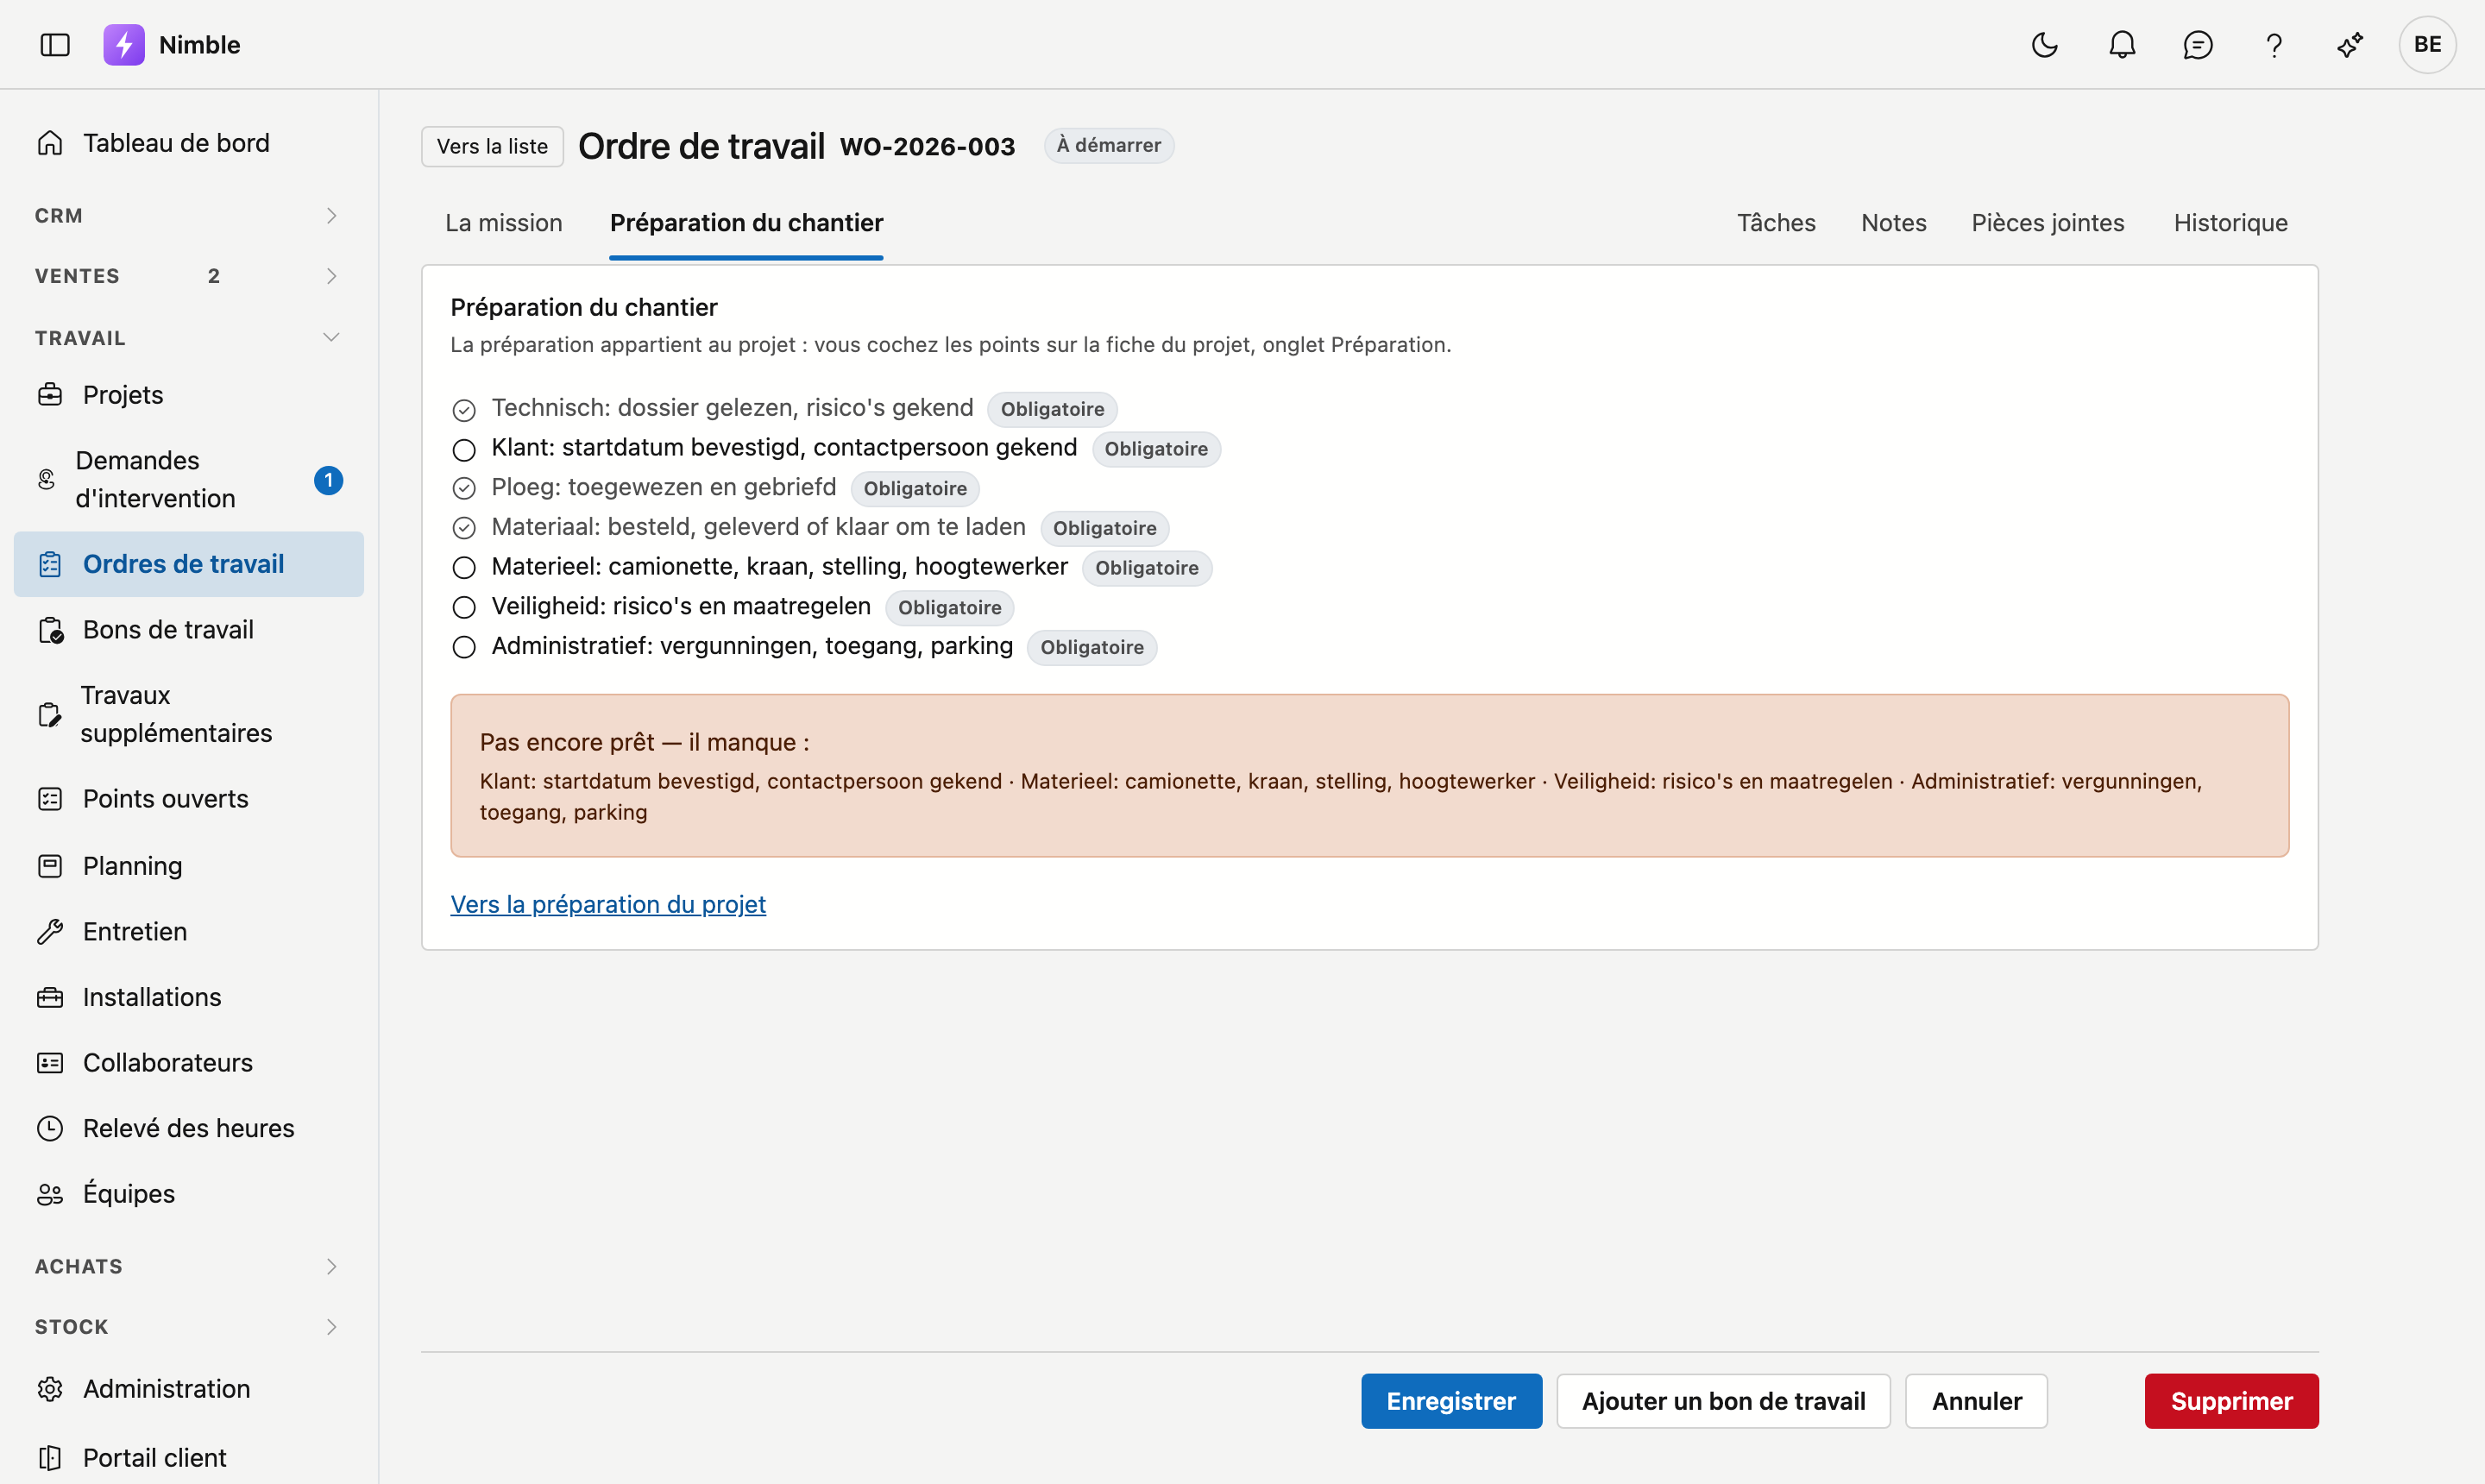 Nimble
BE
Tableau de bord
CRM
VENTES 2
TRAVAIL
Projets
Demandes
d'intervention
1
Ordres de travail
Bons de travail
Travaux
supplémentaires
Points ouverts
Planning
Entretien
Installations
Collaborateurs
Relevé des heures
Équipes
ACHATS
STOCK
Administration
Portail client
Vers la liste Ordre de travail WO-2026-003 À démarrer
La mission Préparation du chantier Tâches Notes Pièces jointes Historique
Préparation du chantier
La préparation appartient au projet : vous cochez les points sur la fiche du projet, onglet Préparation.
Technisch: dossier gelezen, risico's gekend Obligatoire
Klant: startdatum bevestigd, contactpersoon gekend Obligatoire
Ploeg: toegewezen en gebriefd Obligatoire
Materiaal: besteld, geleverd of klaar om te laden Obligatoire
Materieel: camionette, kraan, stelling, hoogtewerker Obligatoire
Veiligheid: risico's en maatregelen Obligatoire
Administratief: vergunningen, toegang, parking Obligatoire
Pas encore prêt — il manque :
Klant: startdatum bevestigd, contactpersoon gekend · Materieel: camionette, kraan, stelling, hoogtewerker · Veiligheid: risico's en maatregelen · Administratief: vergunningen,
toegang, parking
Vers la préparation du projet
Enregistrer Ajouter un bon de travail Annuler Supprimer